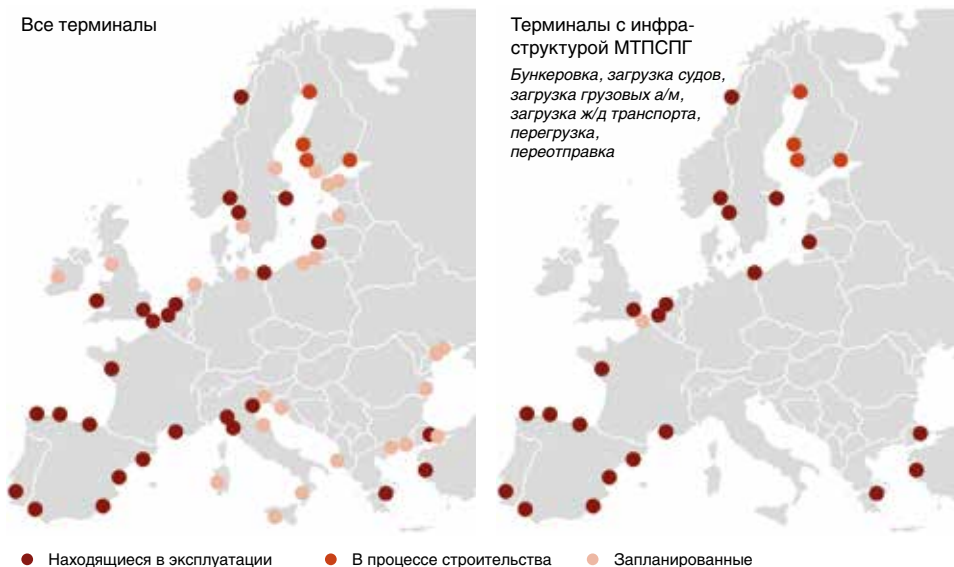 Все терминалы
Терминалы с инфра-
структурой МТПСПГ
Бункеровка, загрузка судов,
загрузка грузовых а/м,
загрузка ж/д транспорта,
перегрузка,
переотправка
Находящиеся в эксплуатации
В процессе строительства
Запланированные